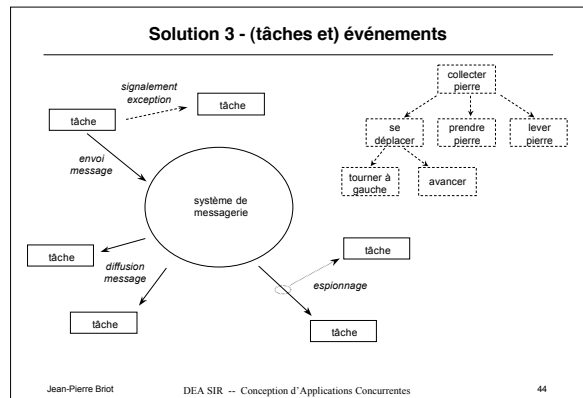 Solution 3 - (tâches et) événements
signalement
exception
tâche
tâche
envoi
message
système de
messagerie
tâche
diffusion
message
tâche
tâche
espionnage
tâche
collecter
pierre
se
déplacer
prendre
pierre
lever
pierre
tourner à
gauche
avancer
Jean-Pierre Briot
DEA SIR -- Conception d'Applications Concurrentes
44